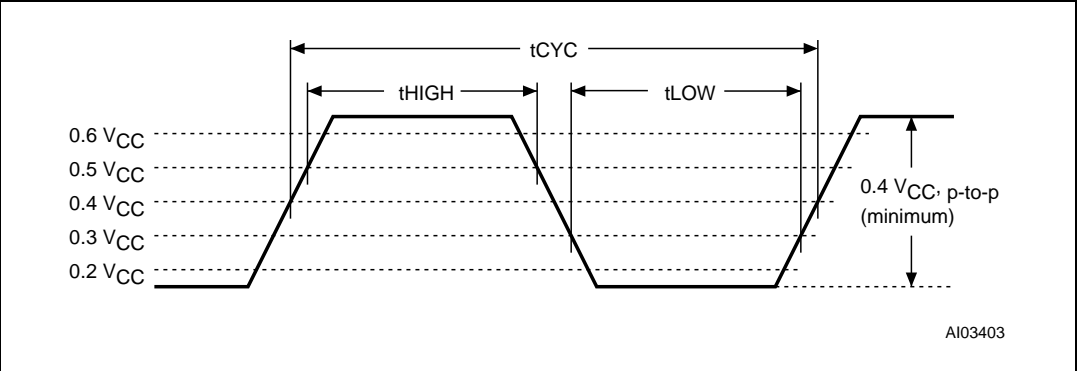 tCYC
tHIGH
tLOW
0.6 VCC
0.5 VCC
0.4 VCC
0.3 VCC
0.2 VCC
0.4 VCC, p-to-p
(minimum)
AI03403